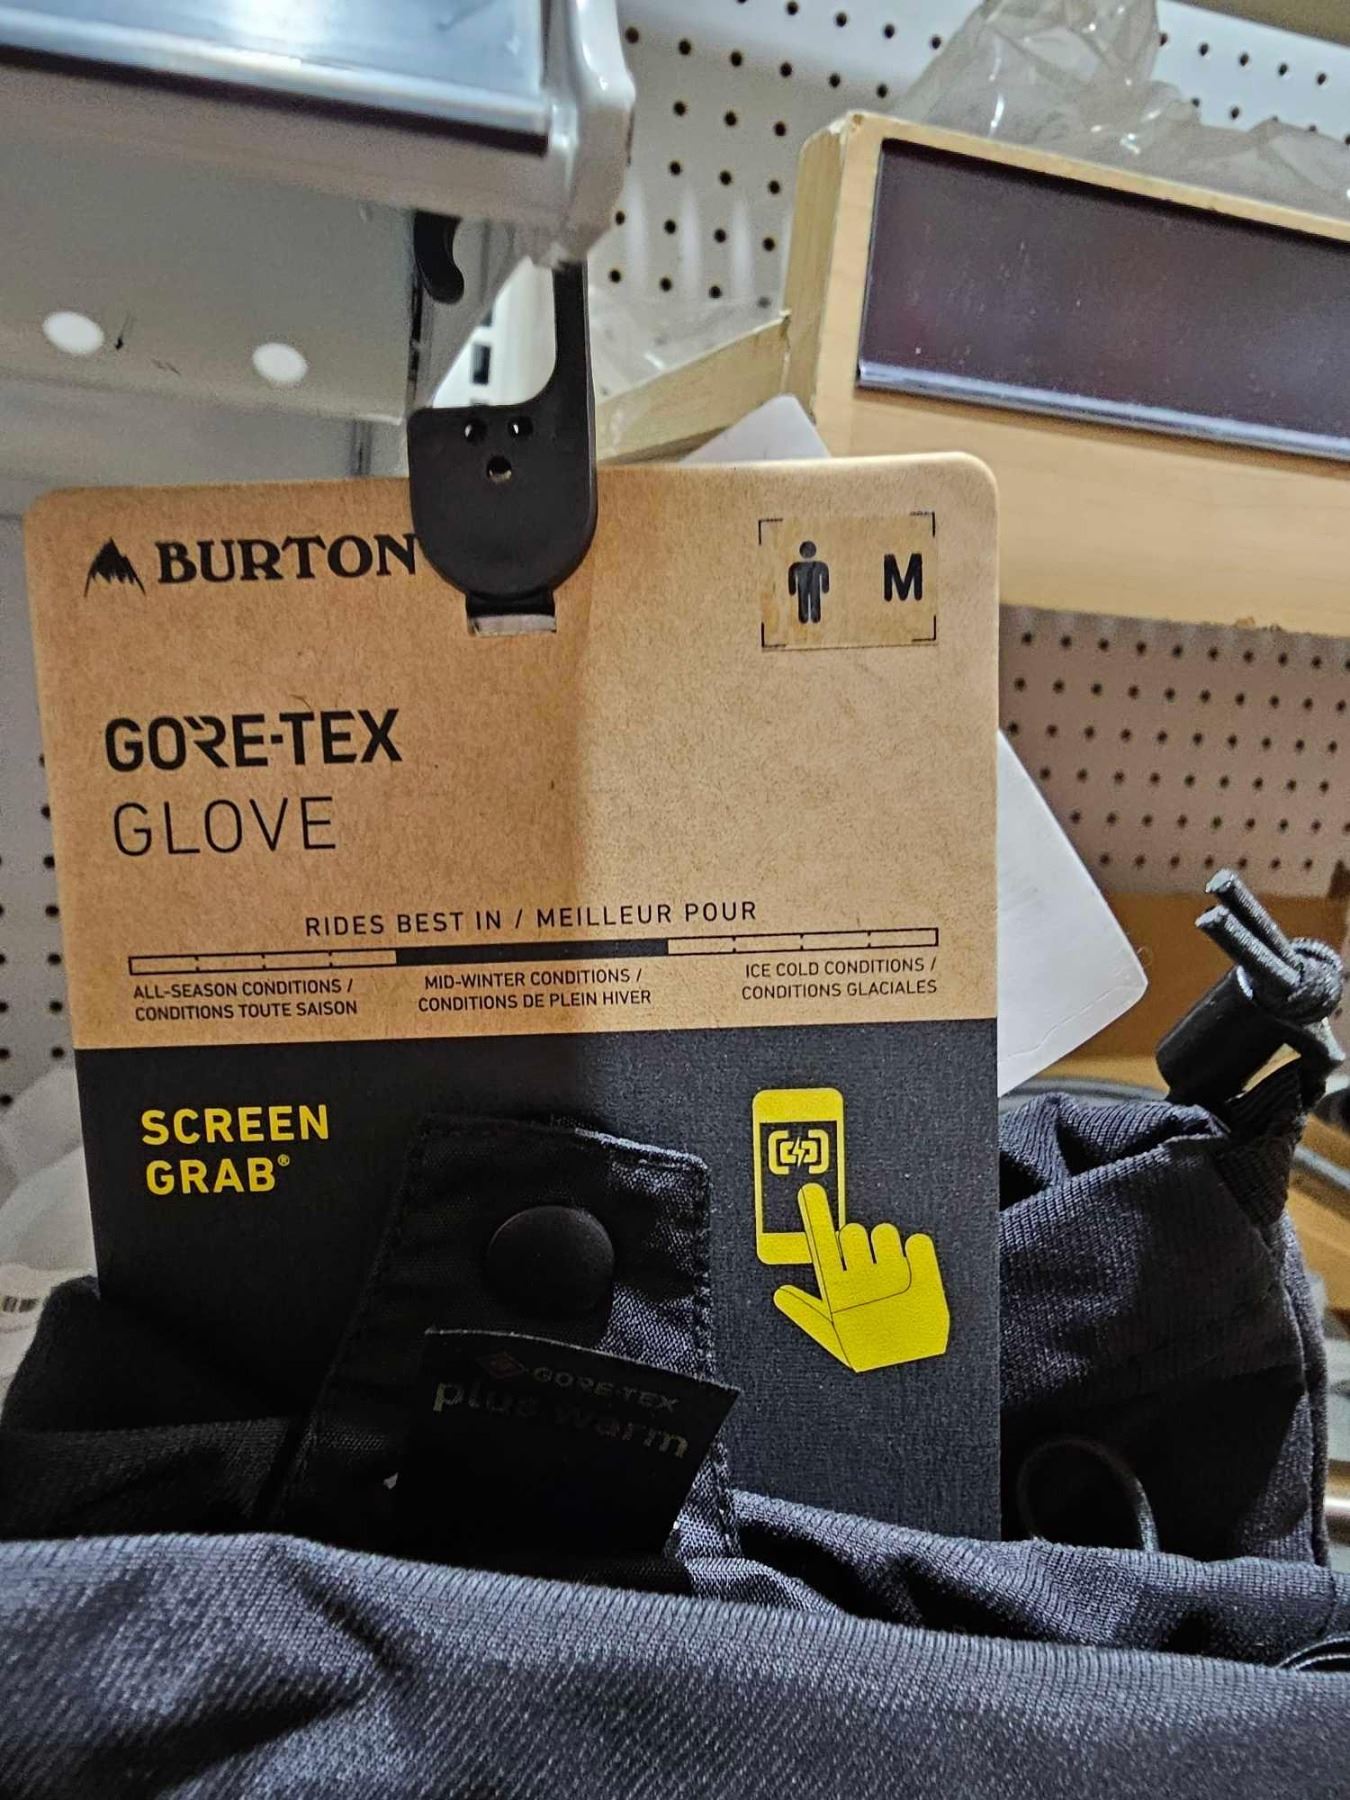 BURTON
M
GORE-TEX
GLOVE
RIDES BEST IN / MEILLEUR POUR
ALL-SEASON CONDITIONS /
CONDITIONS TOUTE SAISON
MID-WINTER CONDITIONS /
CONDITIONS DE PLEIN HIVER
ICE COLD CONDITIONS /
CONDITIONS GLACIALES
SCREEN
GRAB®
GORE-TEX
plus warm